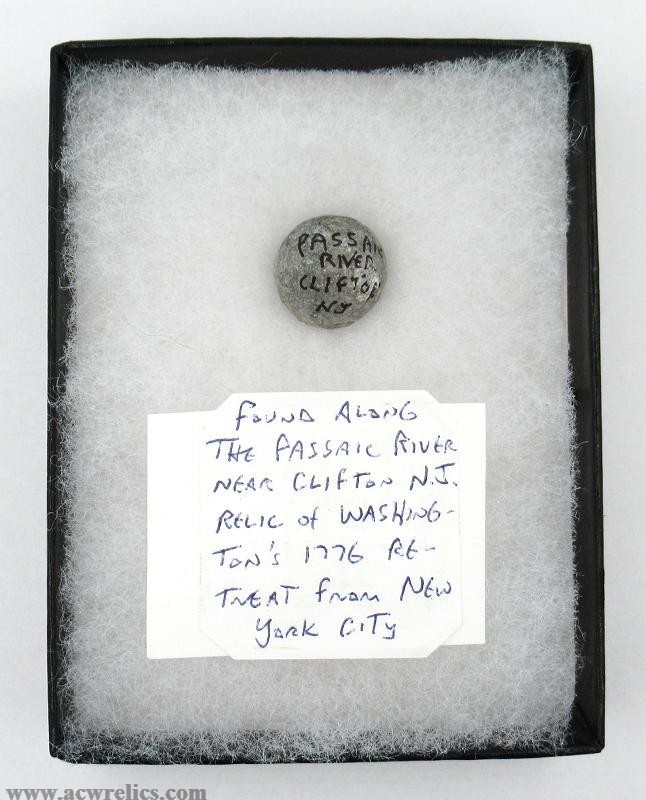 PASSAIC
RIVER
CLIFTON
NJ
FOUND ALONG
THE PASSAIC RIVER
NEAR CLIFTON N.J.
RELIC OF WASHING-
TON'S 1776 RE-
TREAT FROM NEW
YORK CITY
www.acwrelics.com